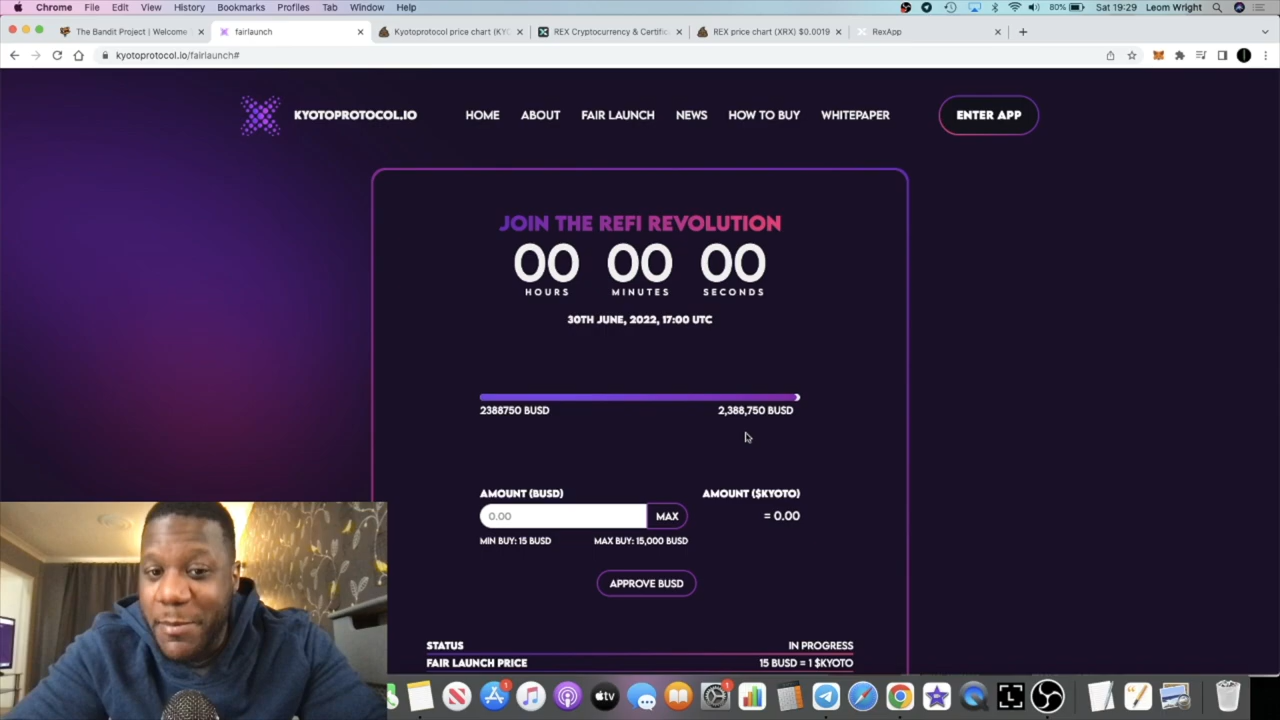 Chrome File Edit View History Bookmarks Profiles Tab Window Help 80% Sat 19:29 Leom Wright
The Bandit Project | Welcome fairlaunch Kyotoprotocol price chart (KYO REX Cryptocurrency & Certific REX price chart (XRX) $0.0019 RexApp
kyotoprotocol.io/fairlaunch#
KYOTOPROTOCOL.IO HOME ABOUT FAIR LAUNCH NEWS HOW TO BUY WHITEPAPER ENTER APP
JOIN THE REFI REVOLUTION
00 00 00
HOURS MINUTES SECONDS
30TH JUNE, 2022, 17:00 UTC
2388750 BUSD 2,388,750 BUSD
AMOUNT (BUSD) AMOUNT ($KYOTO)
0.00 MAX = 0.00
MIN BUY: 15 BUSD MAX BUY: 15,000 BUSD
APPROVE BUSD
STATUS IN PROGRESS
FAIR LAUNCH PRICE 15 BUSD = 1 $KYOTO
tv